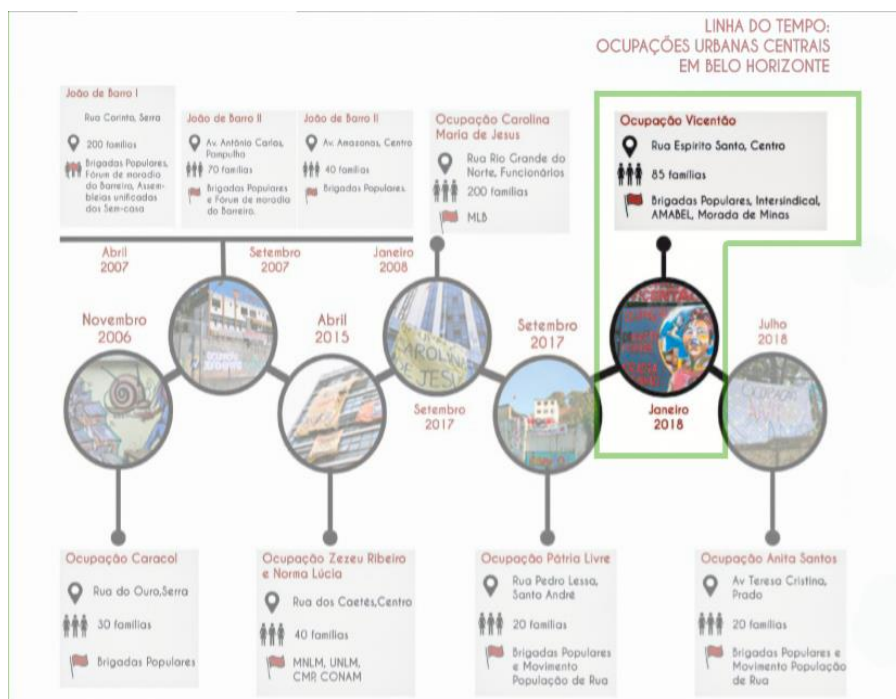 LINHA DO TEMPO:
OCUPAÇÕES URBANAS CENTRAIS
EM BELO HORIZONTE
João de Barro I
Rua Corinto, Serra
200 famílias
Brigadas Populares,
Fórum de moradia
do Barreiro, Assem-
bleias unificadas
dos Sem-casa
João de Barro II
Av. Antônio Carlos,
Pampulha
70 famílias
Brigadas Populares
e Fórum de moradia
do Barreiro.
João de Barro II
Av. Amazonas, Centro
40 famílias
Brigadas Populares.
Ocupação Carolina
Maria de Jesus
Rua Rio Grande do
Norte, Funcionários
200 famílias
MLB
Ocupação Vicentão
Rua Espirito Santo, Centro
85 famílias
Brigadas Populares, Intersindical,
AMABEL, Morada de Minas
Abril
2007
Setembro
2007
Janeiro
2008
Novembro
2006
Abril
2015
Setembro
2017
Setembro
2017
Janeiro
2018
Julho
2018
CAROLINA
DE JESU
Ocupação Caracol
Rua do Ouro,Serra
30 famílias
Brigadas Populares
Ocupação Zezeu Ribeiro
e Norma Lúcia
Rua dos Caetés,Centro
40 famílias
MNLM, UNLM,
CMP, CONAM
Ocupação Pátria Livre
Rua Pedro Lessa,
Santo André
20 famílias
Brigadas Populares
e Movimento
População de Rua
Ocupação Anita Santos
Av Teresa Cristina,
Prado
20 famílias
Brigadas Populares e
Movimento População
de Rua